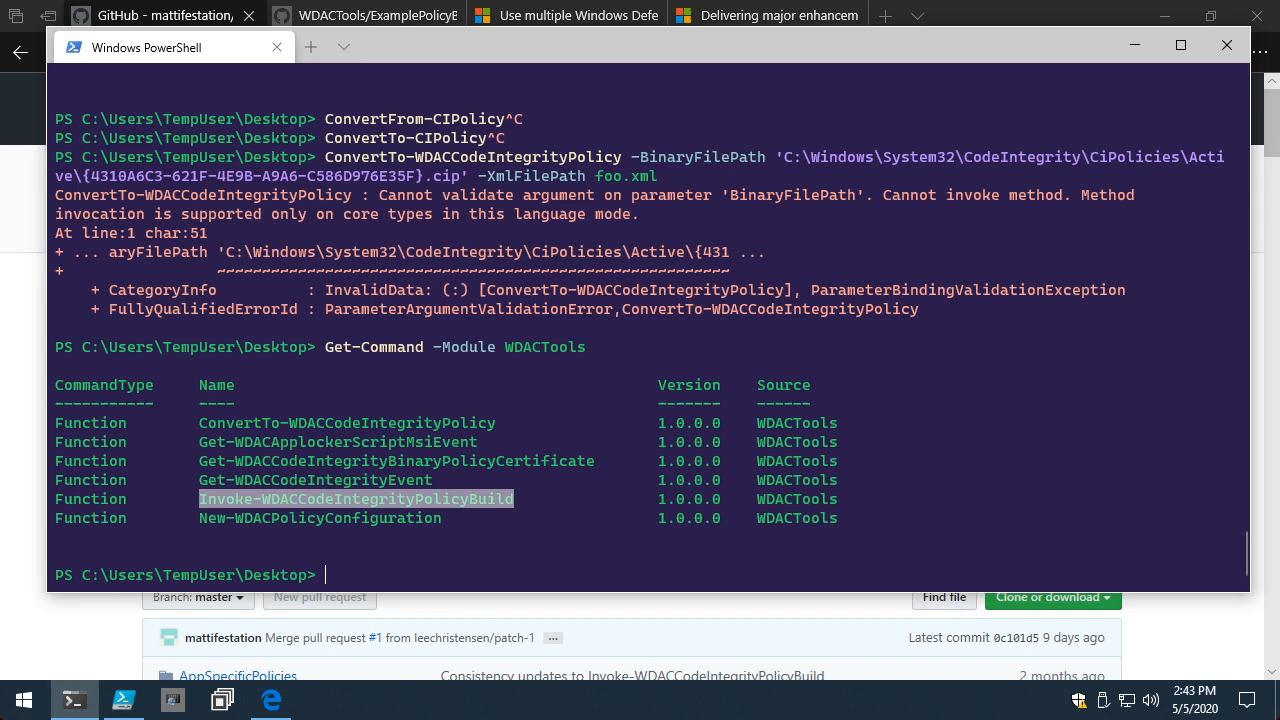 GitHub - mattifestation/
WDACTools/ExamplePolicyB
Use multiple Windows Defe
Delivering major enhancem
Windows PowerShell
PS C:\Users\TempUser\Desktop> ConvertFrom-CIPolicy^C
PS C:\Users\TempUser\Desktop> ConvertTo-CIPolicy^C
PS C:\Users\TempUser\Desktop> ConvertTo-WDACCodeIntegrityPolicy -BinaryFilePath 'C:\Windows\System32\CodeIntegrity\CiPolicies\Acti
ve\{4310A6C3-621F-4E9B-A9A6-C586D976E35F}.cip' -XmlFilePath foo.xml
ConvertTo-WDACCodeIntegrityPolicy : Cannot validate argument on parameter 'BinaryFilePath'. Cannot invoke method. Method
invocation is supported only on core types in this language mode.
At line:1 char:51
+ ... aryFilePath 'C:\Windows\System32\CodeIntegrity\CiPolicies\Active\{431 ...
+                 ~~~~~~~~~~~~~~~~~~~~~~~~~~~~~~~~~~~~~~~~~~~~~~~~~~~~~~~~~
    + CategoryInfo          : InvalidData: (:) [ConvertTo-WDACCodeIntegrityPolicy], ParameterBindingValidationException
    + FullyQualifiedErrorId : ParameterArgumentValidationError,ConvertTo-WDACCodeIntegrityPolicy
PS C:\Users\TempUser\Desktop> Get-Command -Module WDACTools
CommandType     Name                                               Version    Source
-----------     ----                                               -------    ------
Function        ConvertTo-WDACCodeIntegrityPolicy                  1.0.0.0    WDACTools
Function        Get-WDACApplockerScriptMsiEvent                    1.0.0.0    WDACTools
Function        Get-WDACCodeIntegrityBinaryPolicyCertificate       1.0.0.0    WDACTools
Function        Get-WDACCodeIntegrityEvent                         1.0.0.0    WDACTools
Function        Invoke-WDACCodeIntegrityPolicyBuild                1.0.0.0    WDACTools
Function        New-WDACPolicyConfiguration                        1.0.0.0    WDACTools
PS C:\Users\TempUser\Desktop>
Branch: master New pull request Find file Clone or download
mattifestation Merge pull request #1 from leechristensen/patch-1 ... Latest commit 0c101d5 9 days ago
AppSpecificPolicies Consistency updates to Invoke-WDACCodeIntegrityPolicyBuild 2 months ago
2:43 PM
5/5/2020